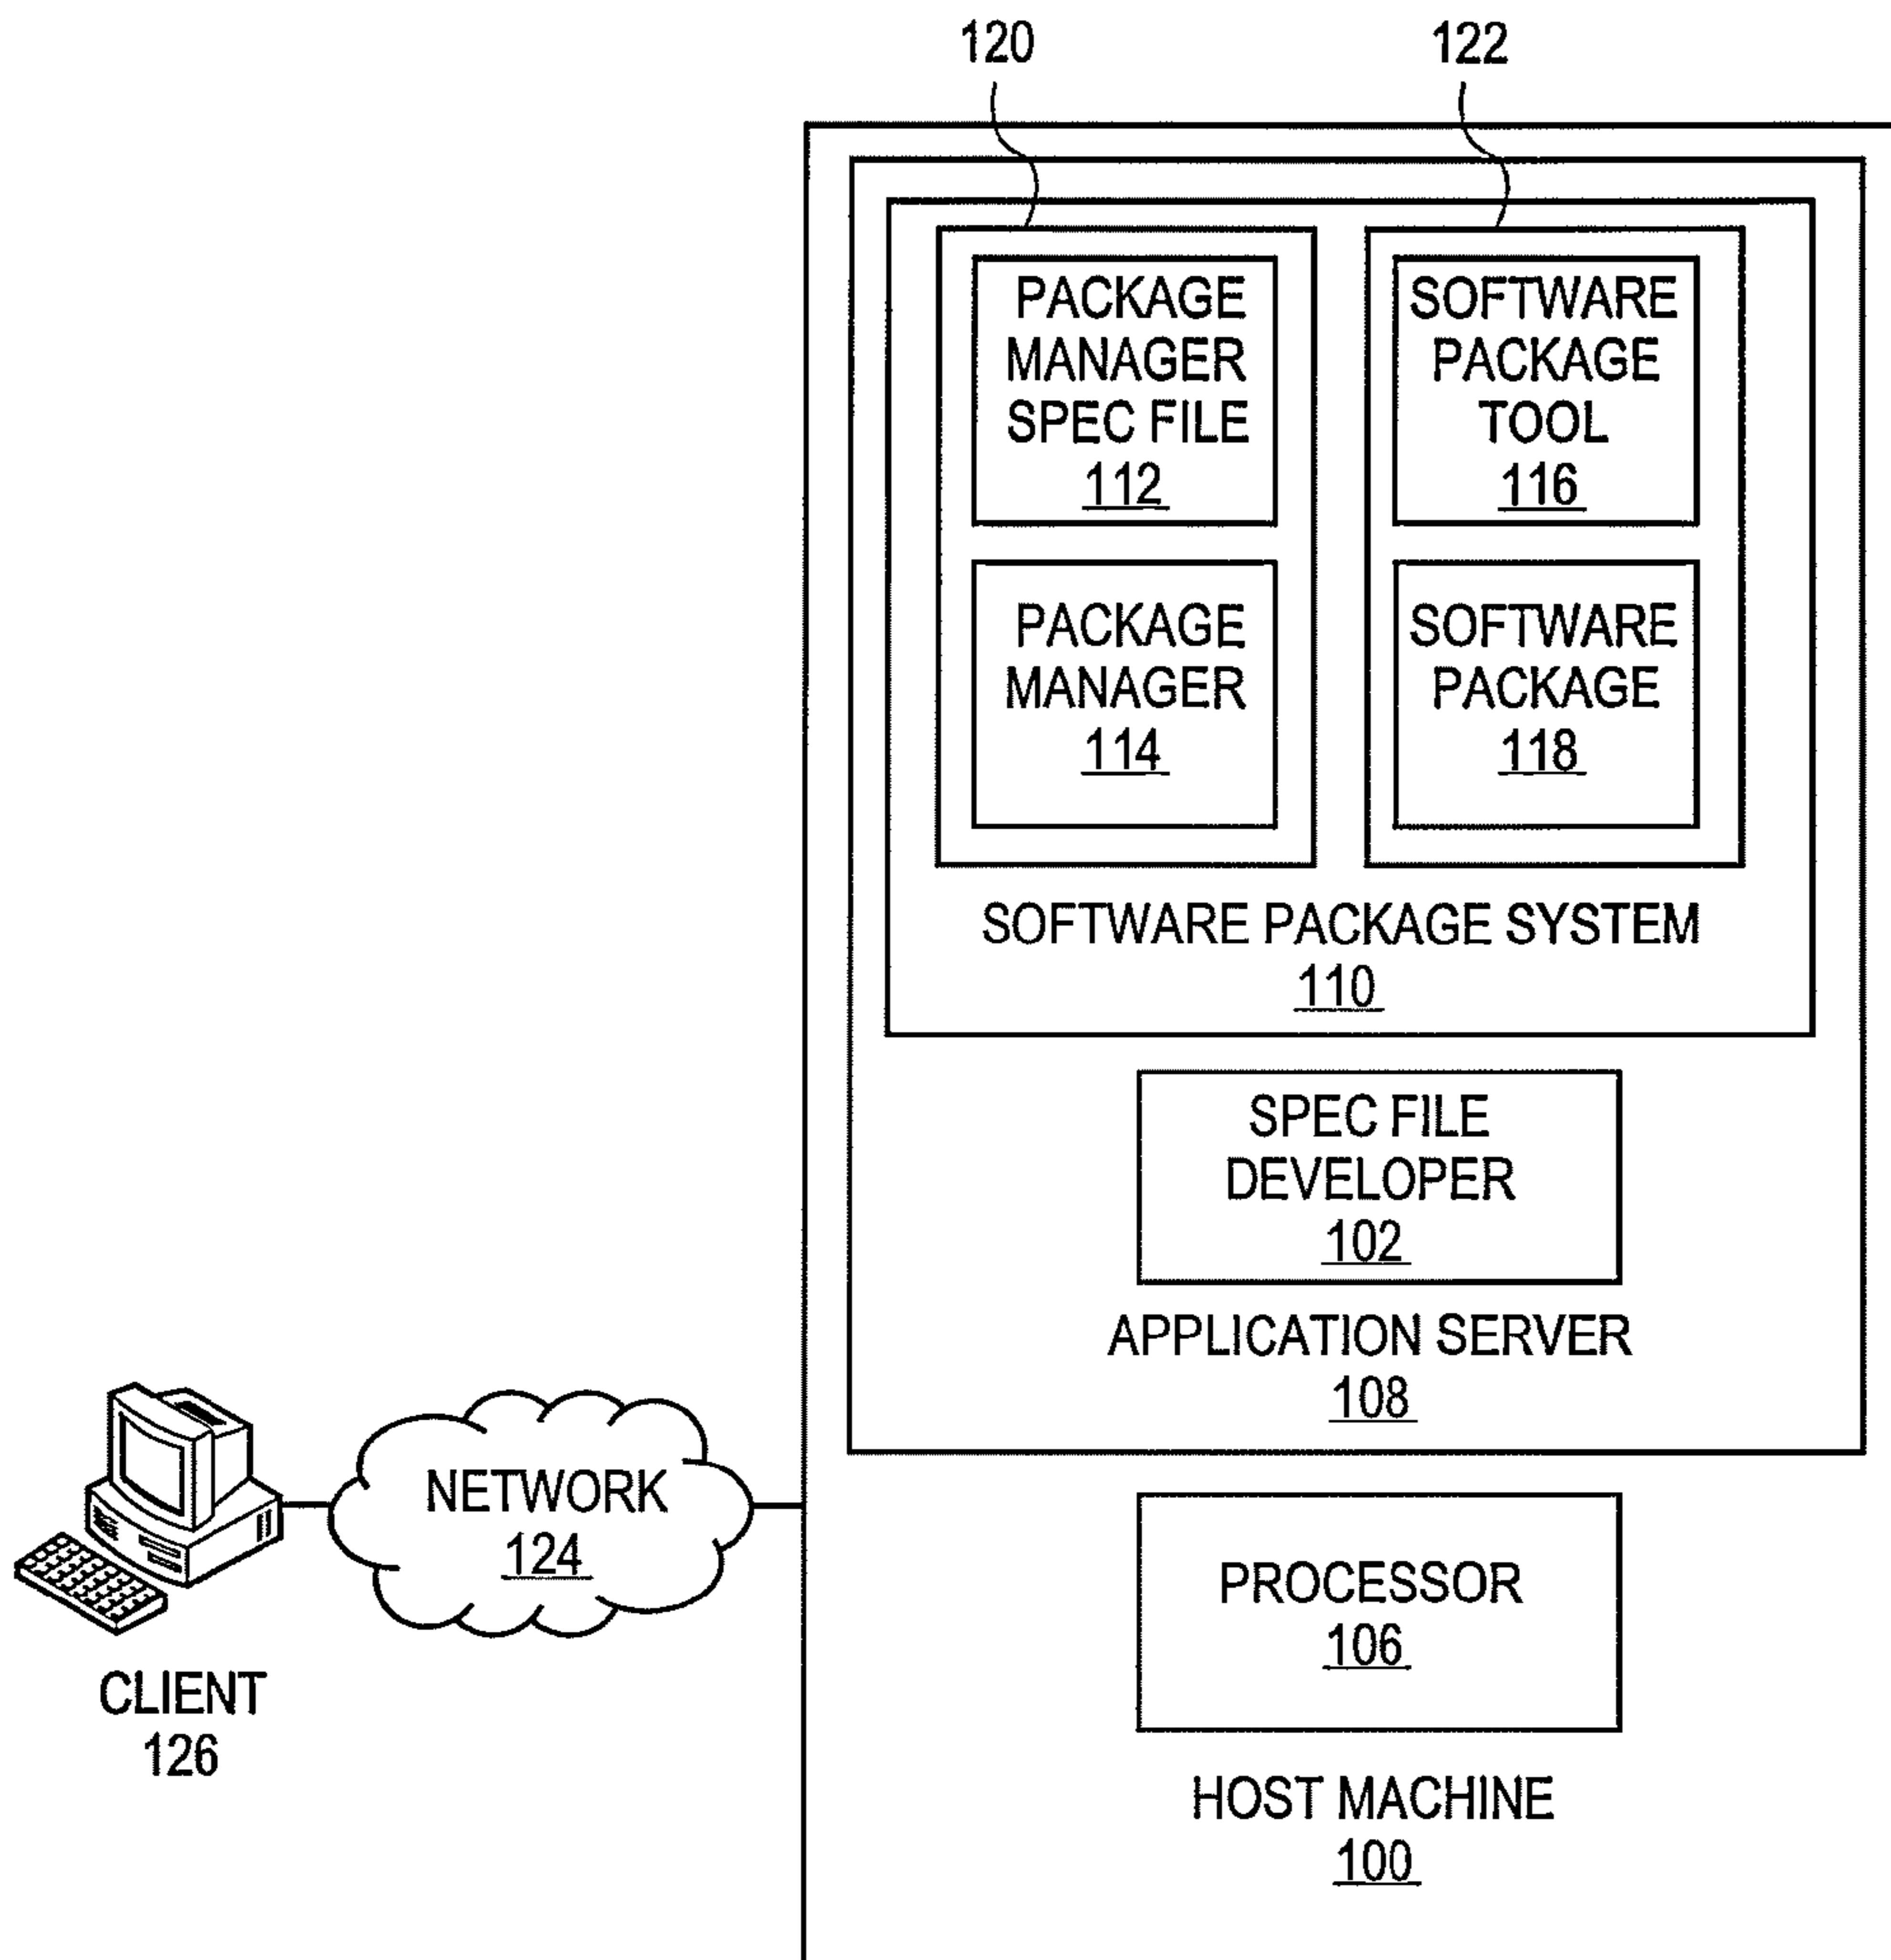 120
122
PACKAGE
MANAGER
SPEC FILE
112
SOFTWARE
PACKAGE
TOOL
116
PACKAGE
MANAGER
114
SOFTWARE
PACKAGE
118
SOFTWARE PACKAGE SYSTEM
110
SPEC FILE
DEVELOPER
102
APPLICATION SERVER
108
NETWORK
124
CLIENT
126
PROCESSOR
106
HOST MACHINE
100